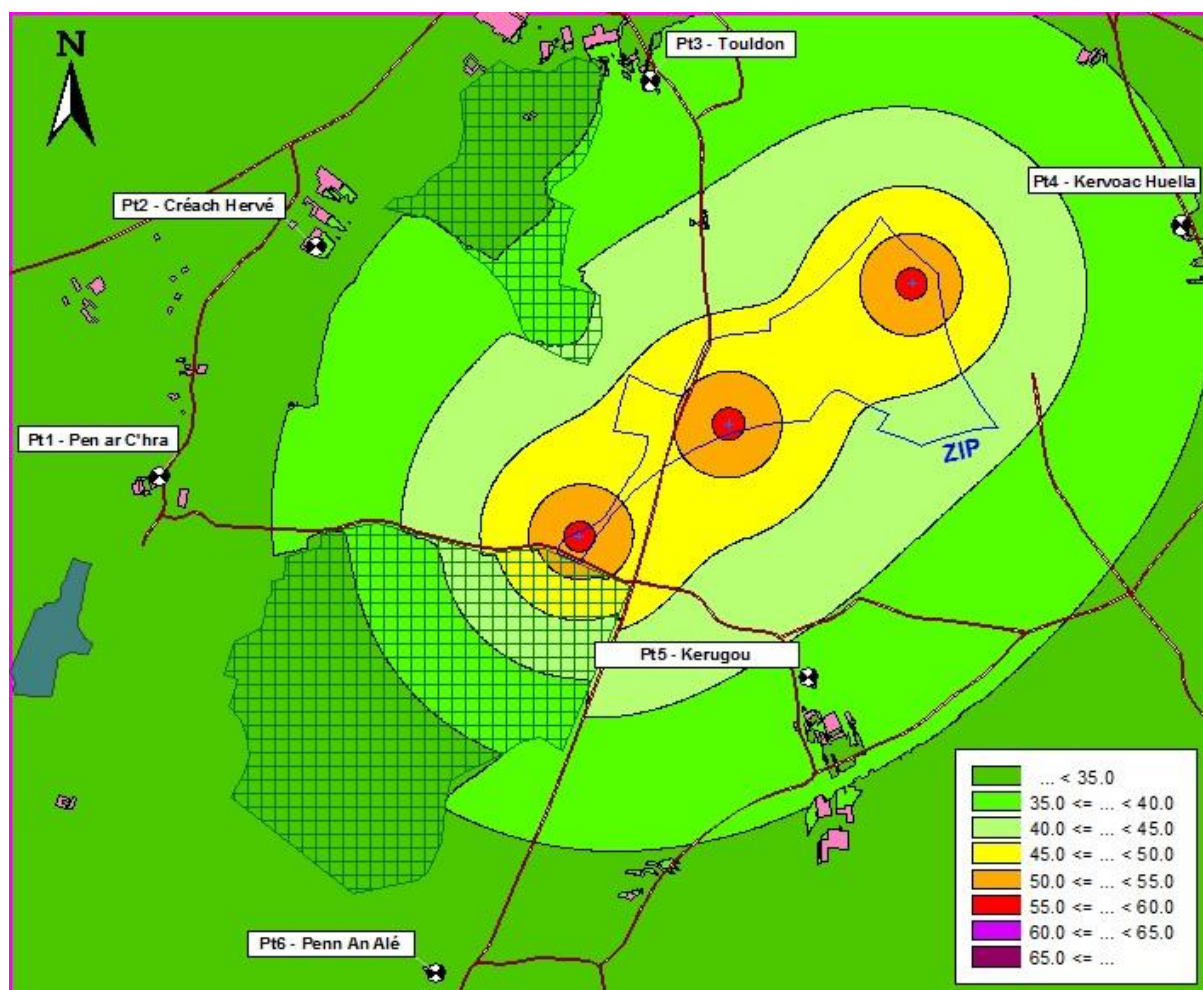 N
Pt3 - Touldon
Pt4 - Kervoac Huella
Pt2 - Créach Hervé
Pt1 - Pen ar C'hra
ZIP
Pt5 - Kerugou
Pt6 - Penn An Alé
... < 35.0
35.0 <= ... < 40.0
40.0 <= ... < 45.0
45.0 <= ... < 50.0
50.0 <= ... < 55.0
55.0 <= ... < 60.0
60.0 <= ... < 65.0
65.0 <= ...